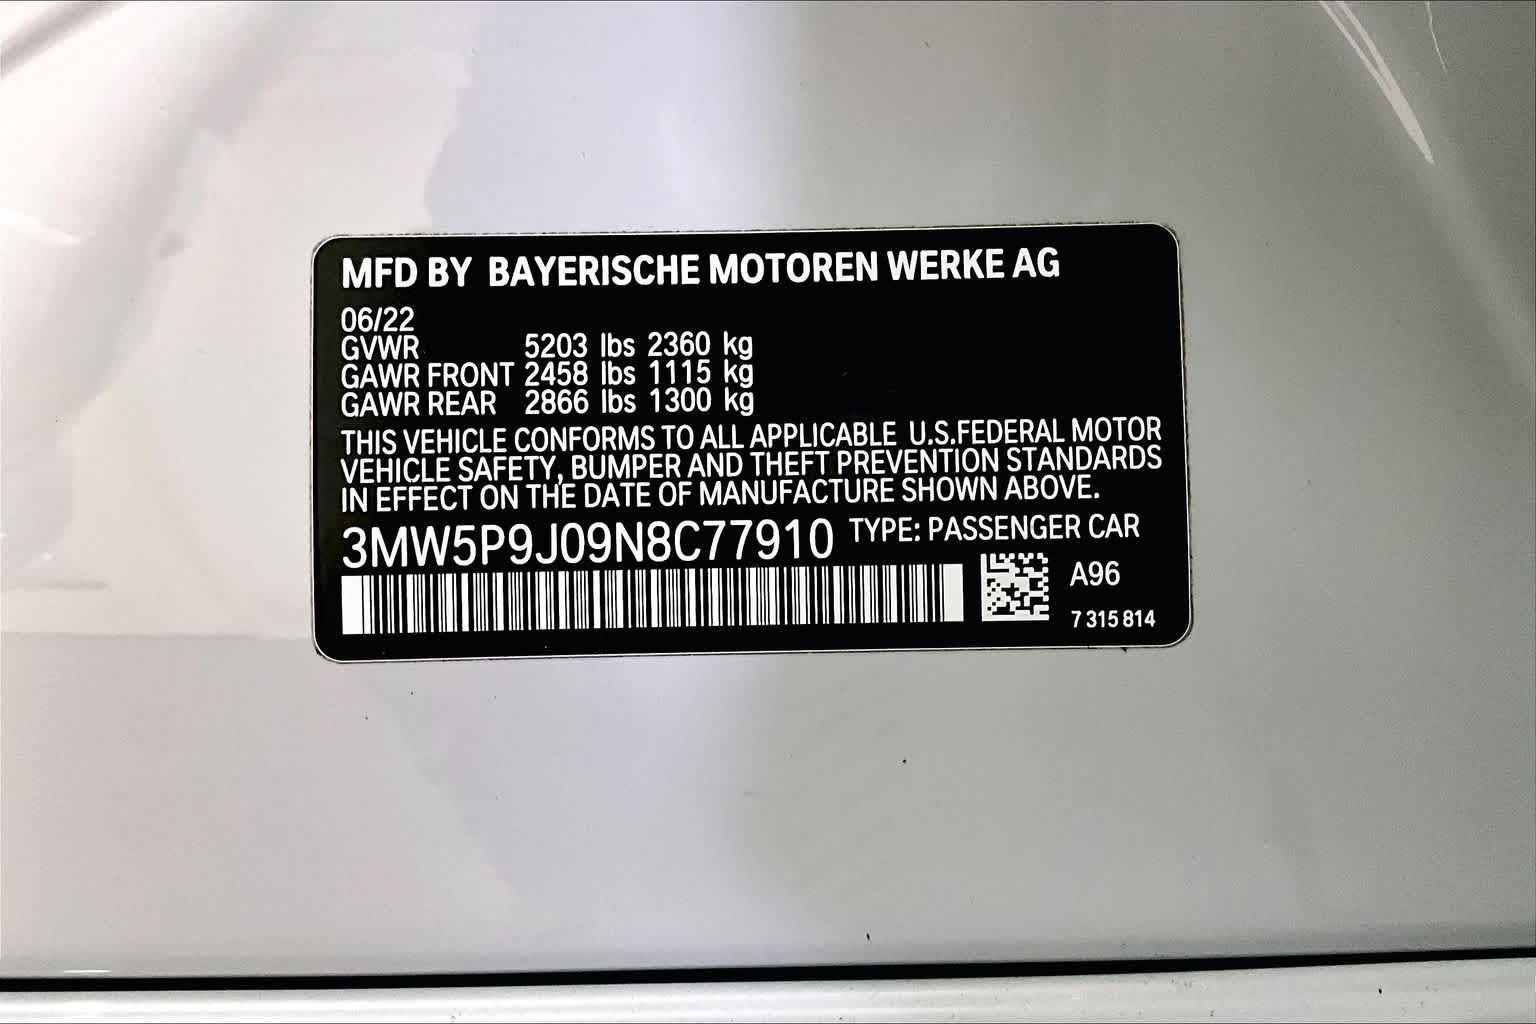 MFD BY BAYERISCHE MOTOREN WERKE AG
06/22
GVWR 5203 lbs 2360 kg
GAWR FRONT 2458 lbs 1115 kg
GAWR REAR 2866 lbs 1300 kg
THIS VEHICLE CONFORMS TO ALL APPLICABLE U.S.FEDERAL MOTOR
VEHICLE SAFETY, BUMPER AND THEFT PREVENTION STANDARDS
IN EFFECT ON THE DATE OF MANUFACTURE SHOWN ABOVE.
3MW5P9J09N8C77910 TYPE: PASSENGER CAR
A96
7 315 814